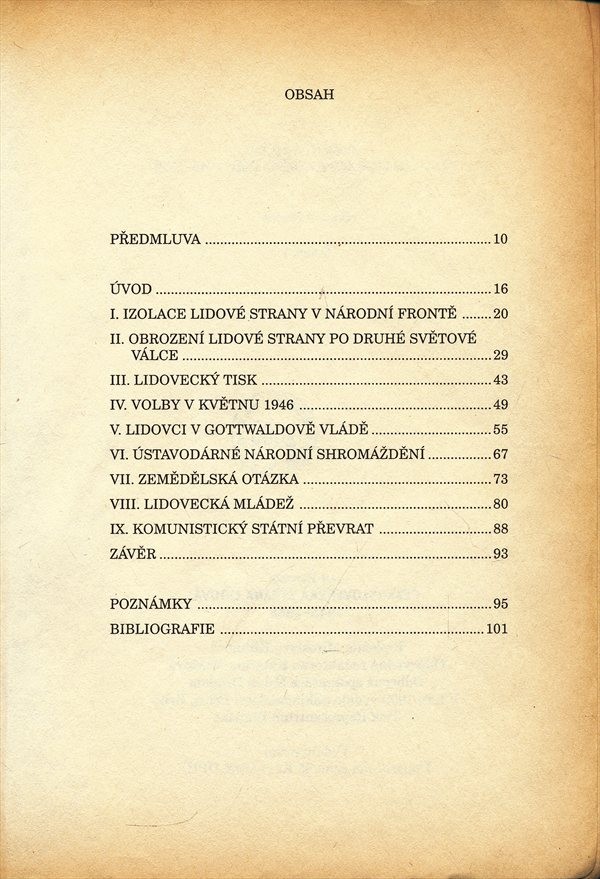 OBSAH
PŘEDMLUVA ........ 10
ÚVOD ........ 16
I. IZOLACE LIDOVÉ STRANY V NÁRODNÍ FRONTĚ ........ 20
II. OBROZENÍ LIDOVÉ STRANY PO DRUHÉ SVĚTOVÉ
VÁLCE ........ 29
III. LIDOVECKÝ TISK ........ 43
IV. VOLBY V KVĚTNU 1946 ........ 49
V. LIDOVCI V GOTTWALDOVĚ VLÁDĚ ........ 55
VI. ÚSTAVODÁRNÉ NÁRODNÍ SHROMÁŽDĚNÍ ........ 67
VII. ZEMĚDĚLSKÁ OTÁZKA ........ 73
VIII. LIDOVECKÁ MLÁDEŽ ........ 80
IX. KOMUNISTICKÝ STÁTNÍ PŘEVRAT ........ 88
ZÁVĚR ........ 93
POZNÁMKY ........ 95
BIBLIOGRAFIE ........ 101